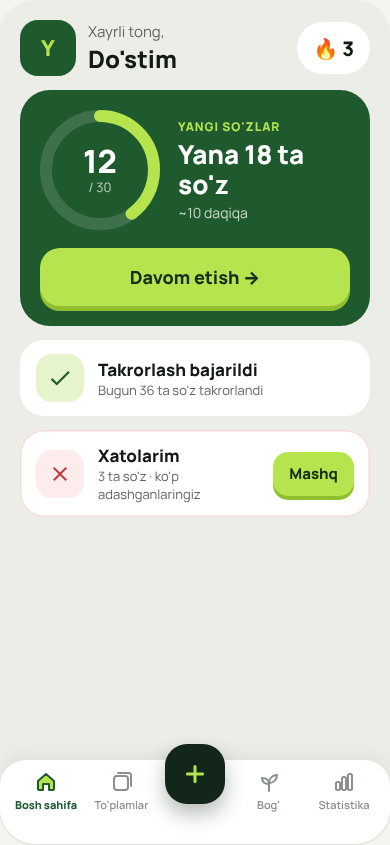 Y
Xayrli tong,
Do'stim
🔥 3
12
/ 30
YANGI SO'ZLAR
Yana 18 ta
so'z
~10 daqiqa
Davom etish →
Takrorlash bajarildi
Bugun 36 ta so'z takrorlandi
Xatolarim
3 ta so'z · ko'p
adashganlaringiz
Mashq
Bosh sahifa
To'plamlar
Bog'
Statistika